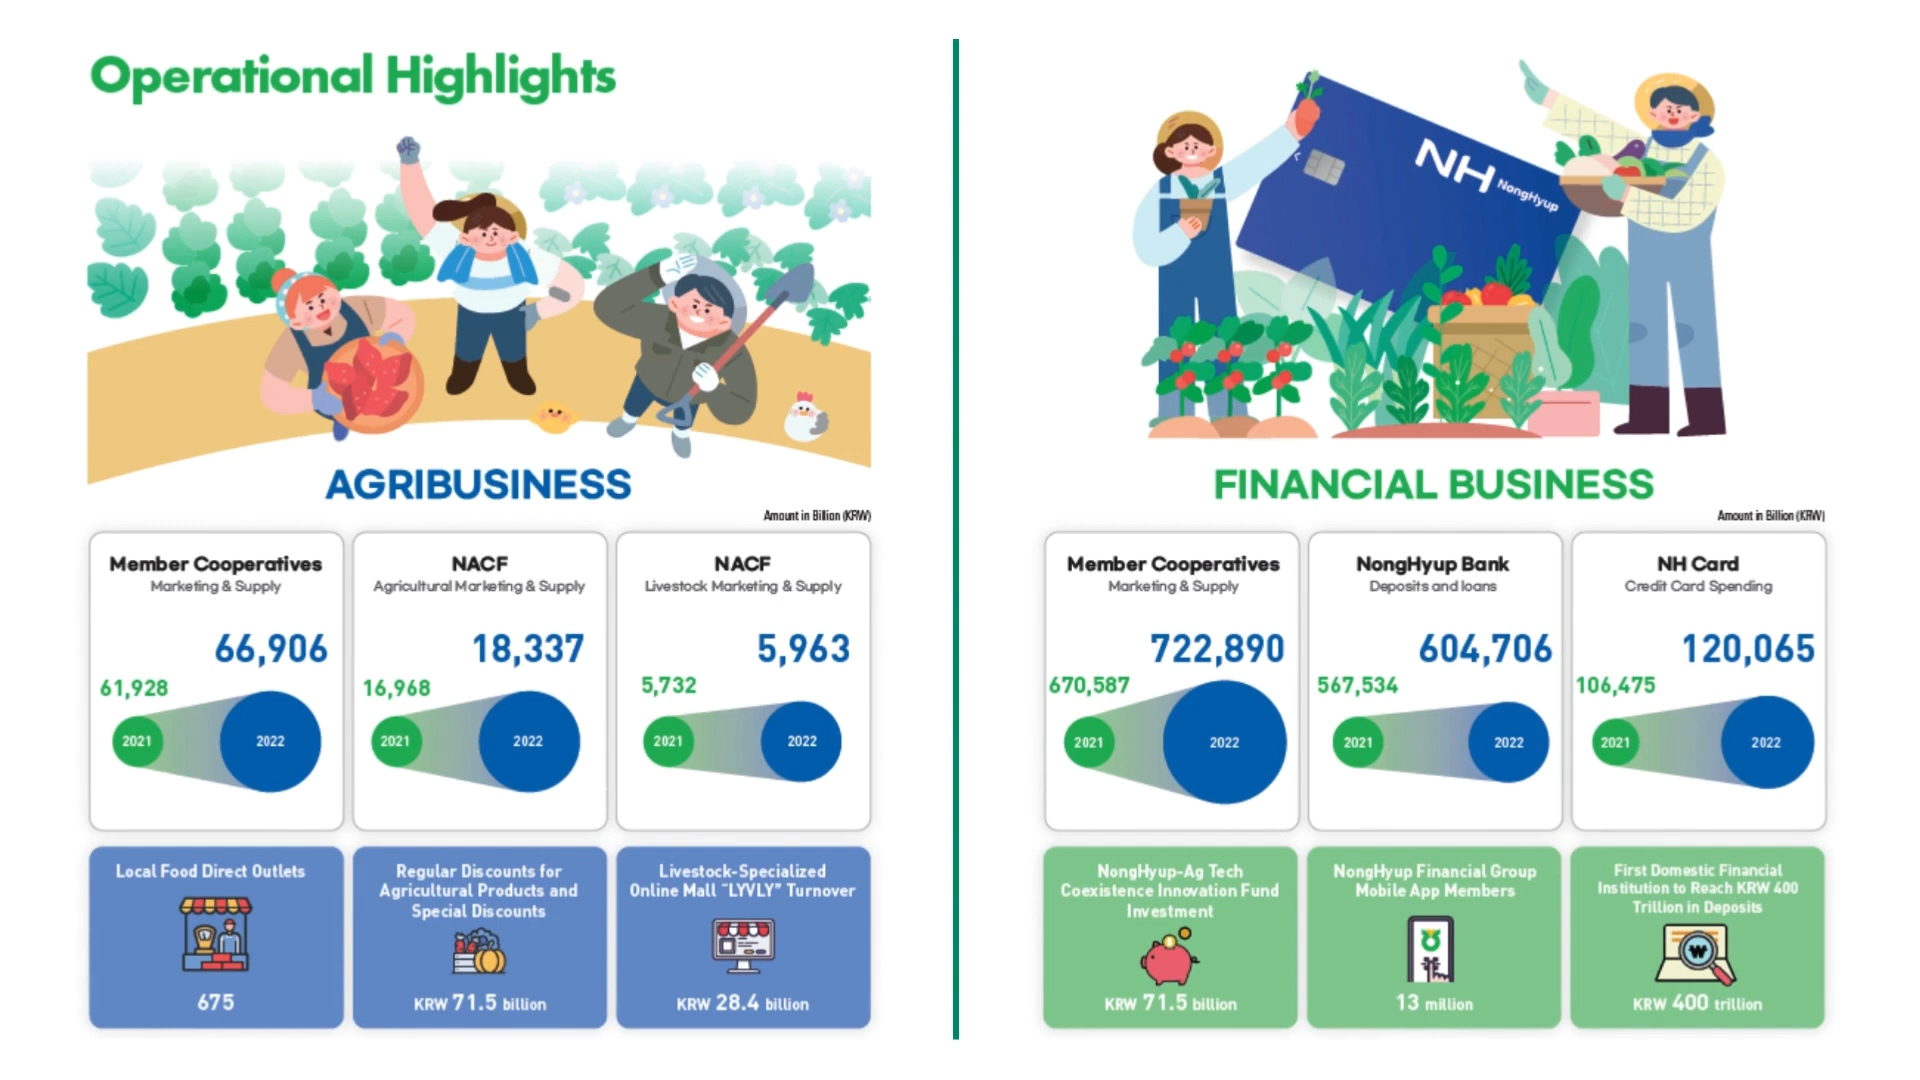 Operational Highlights
AGRIBUSINESS
Amount in Billion (KRW)
Member Cooperatives
Marketing & Supply
66,906
61,928
2021
2022
NACF
Agricultural Marketing & Supply
18,337
16,968
2021
2022
NACF
Livestock Marketing & Supply
5,963
5,732
2021
2022
Local Food Direct Outlets
675
Regular Discounts for
Agricultural Products and
Special Discounts
KRW 71.5 billion
Livestock-Specialized
Online Mall “LYVLY” Turnover
KRW 28.4 billion
NH NongHyup
FINANCIAL BUSINESS
Amount in Billion (KRW)
Member Cooperatives
Marketing & Supply
722,890
670,587
2021
2022
NongHyup Bank
Deposits and loans
604,706
567,534
2021
2022
NH Card
Credit Card Spending
120,065
106,475
2021
2022
NongHyup-Ag Tech
Coexistence Innovation Fund
Investment
KRW 71.5 billion
NongHyup Financial Group
Mobile App Members
13 million
First Domestic Financial
Institution to Reach KRW 400
Trillion in Deposits
₩
KRW 400 trillion